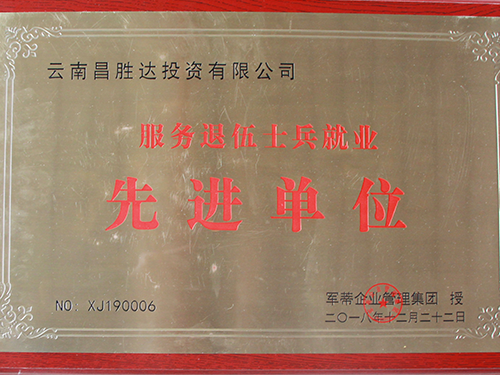 云南昌胜达投资有限公司
服务退伍士兵就业
先进单位
NO: XJ190006
军蒂企业管理集团 授
二〇一八年十二月二十二日